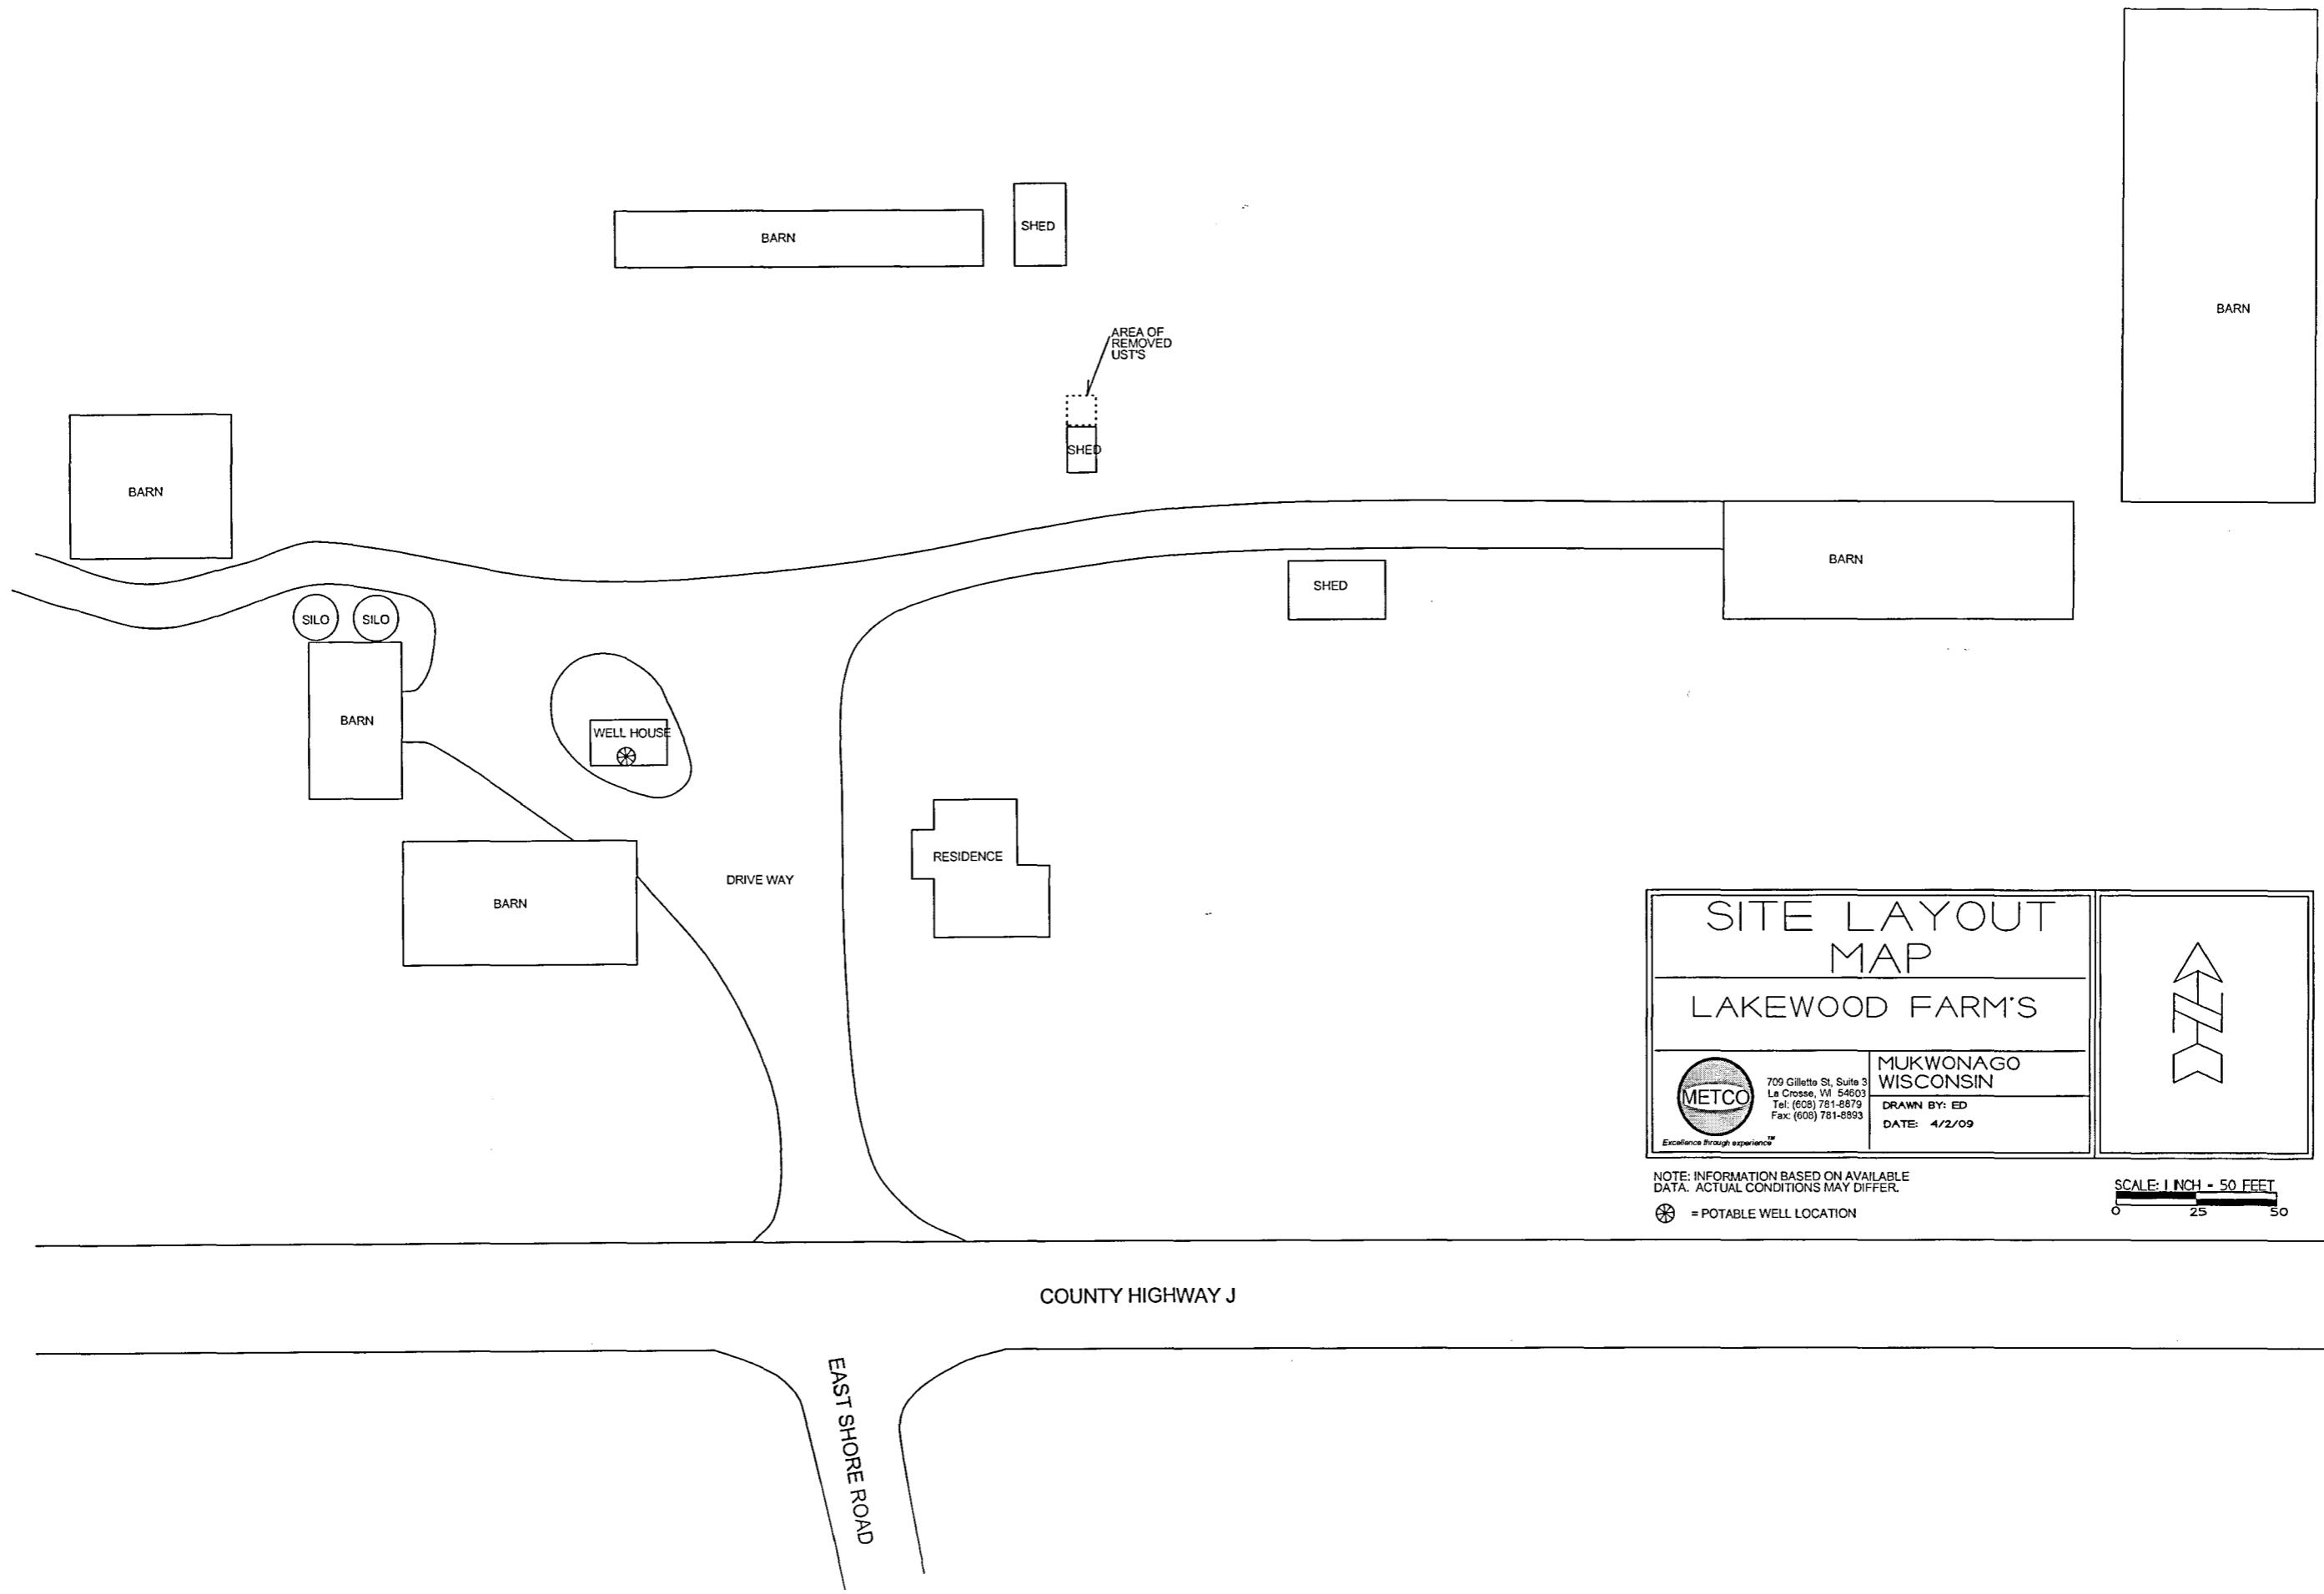 BARN
SHED
BARN
AREA OF
REMOVED
UST'S
SHED
BARN
BARN
SHED
SILO
SILO
BARN
WELL HOUSE
RESIDENCE
DRIVE WAY
BARN
SITE LAYOUT
MAP
LAKEWOOD FARM'S
METCO
Excellence through experience™
709 Gillette St, Suite 3
La Crosse, WI 54603
Tel: (608) 781-8879
Fax: (608) 781-8893
MUKWONAGO
WISCONSIN
DRAWN BY: ED
DATE: 4/2/09
N
NOTE: INFORMATION BASED ON AVAILABLE
DATA. ACTUAL CONDITIONS MAY DIFFER.
= POTABLE WELL LOCATION
SCALE: 1 INCH = 50 FEET
0 25 50
COUNTY HIGHWAY J
EAST SHORE ROAD